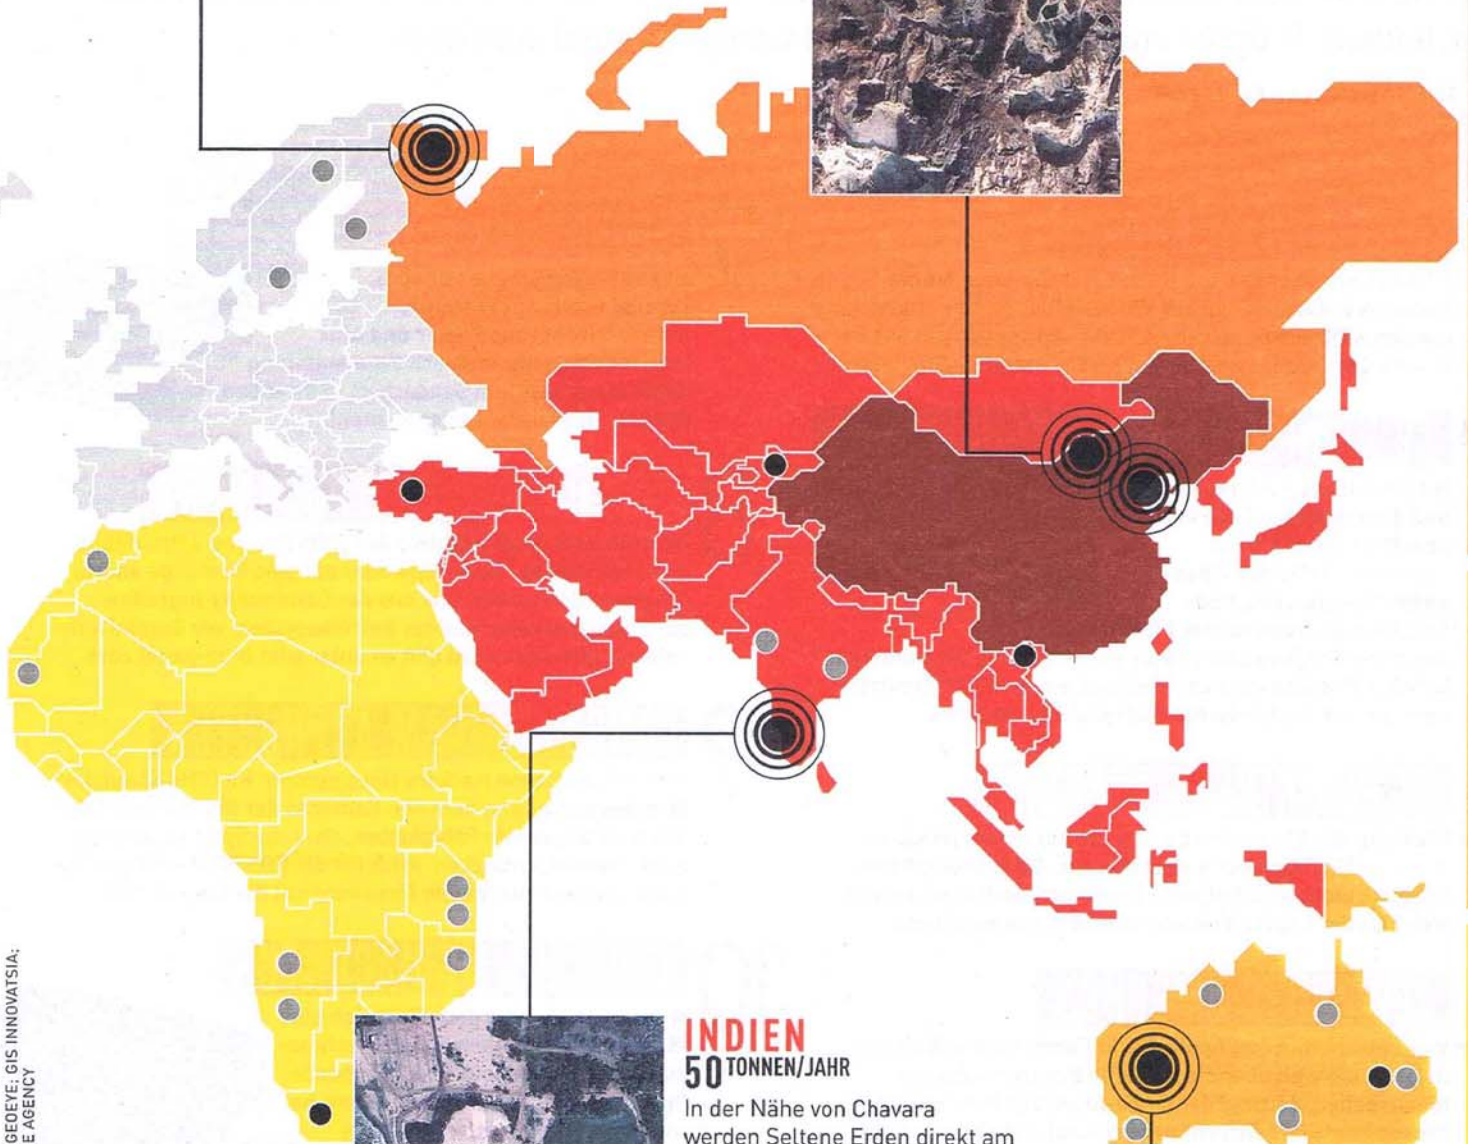 GEOEYE; GIS INNOVATSIA;
E AGENCY
INDIEN
50 TONNEN/JAHR
In der Nähe von Chavara
werden Seltene Erden direkt am